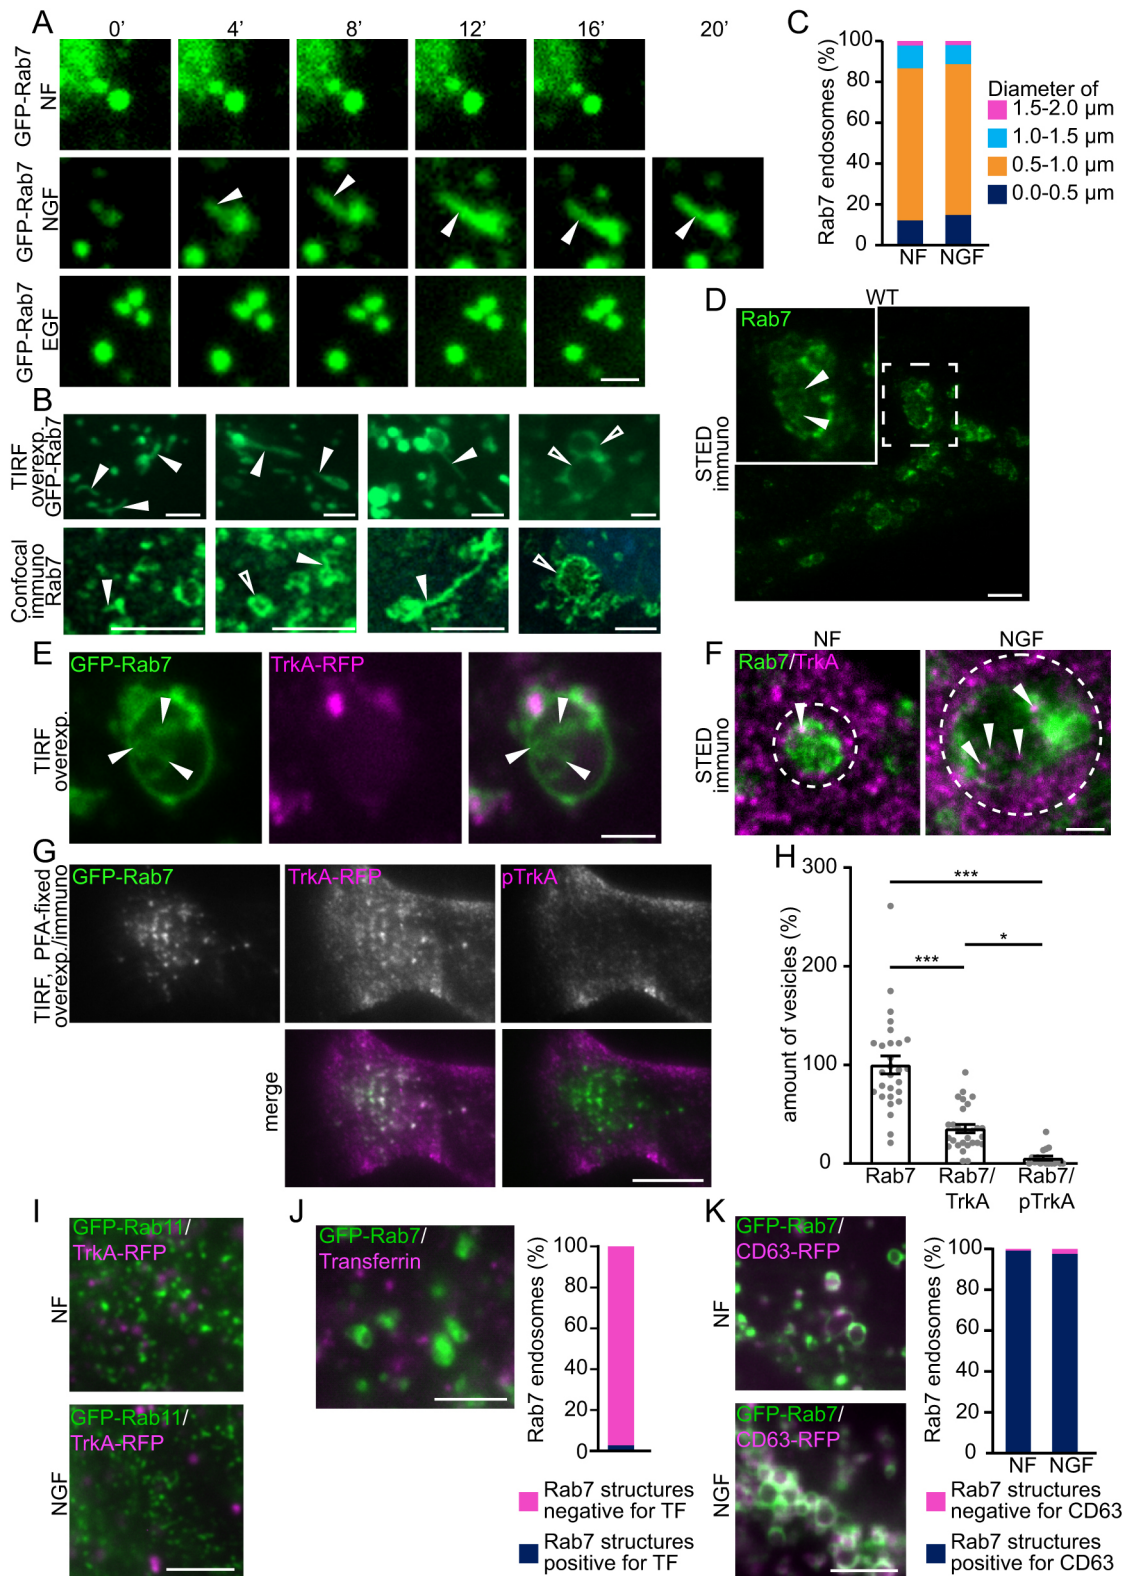 A
0'
4'
8'
12'
16'
20'
GFP-Rab7
NF
GFP-Rab7
NGF
GFP-Rab7
EGF
B
TIRF
overexp.
GFP-Rab7
Confocal
immuno
Rab7
C
Rab7 endosomes (%)
100
80
60
40
20
0
NF
NGF
Diameter of
1.5-2.0 µm
1.0-1.5 µm
0.5-1.0 µm
0.0-0.5 µm
D
WT
Rab7
STED
immuno
E
GFP-Rab7
TrkA-RFP
TIRF
overexp.
F
NF
NGF
Rab7/TrkA
STED
immuno
G
GFP-Rab7
TrkA-RFP
pTrkA
TIRF, PFA-fixed
overexp./immuno
merge
H
amount of vesicles (%)
300
200
100
0
***
*
***
Rab7
Rab7/
TrkA
Rab7/
pTrkA
I
GFP-Rab11/
TrkA-RFP
NF
GFP-Rab11/
TrkA-RFP
NGF
J
GFP-Rab7/
Transferrin
Rab7 endosomes (%)
100
80
60
40
20
0
Rab7 structures
negative for TF
Rab7 structures
positive for TF
K
GFP-Rab7/
CD63-RFP
NF
GFP-Rab7/
CD63-RFP
NGF
Rab7 endosomes (%)
100
80
60
40
20
0
NF
NGF
Rab7 structures
negative for CD63
Rab7 structures
positive for CD63